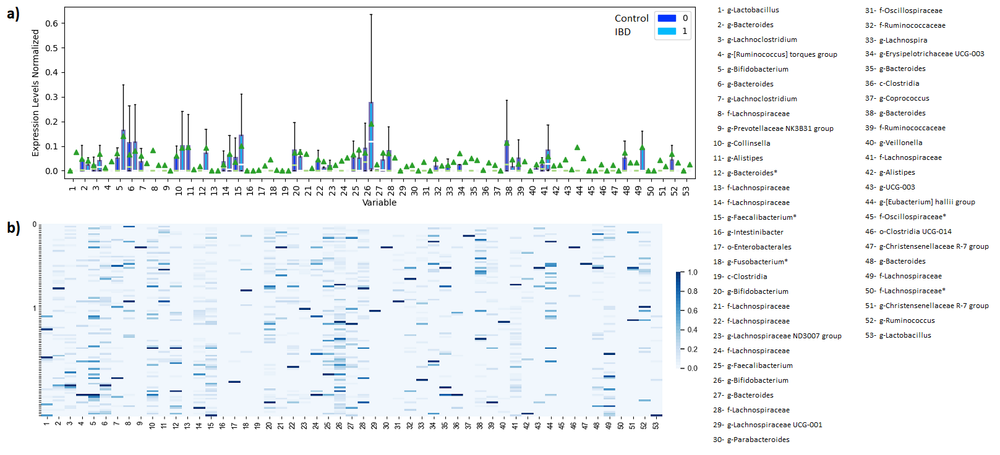 a)
Expression Levels Normalized
0.6
0.5
0.4
0.3
0.2
0.1
0.0
Control 0
IBD 1
1 2 3 4 5 6 7 8 9 10 11 12 13 14 15 16 17 18 19 20 21 22 23 24 25 26 27 28 29 30 31 32 33 34 35 36 37 38 39 40 41 42 43 44 45 46 47 48 49 50 51 52 53
Variable
b)
0
1
1.0
0.8
0.6
0.4
0.2
0.0
1 2 3 4 5 6 7 8 9 10 11 12 13 14 15 16 17 18 19 20 21 22 23 24 25 26 27 28 29 30 31 32 33 34 35 36 37 38 39 40 41 42 43 44 45 46 47 48 49 50 51 52 53
1- g-Lactobacillus
2- g-Bacteroides
3- g-Lachnoclostridium
4- g-[Ruminococcus] torques group
5- g-Bifidobacterium
6- g-Bacteroides
7- g-Lachnoclostridium
8- f-Lachnospiraceae
9- g-Prevotellaceae NK3B31 group
10- g-Collinsella
11- g-Alistipes
12- g-Bacteroides*
13- f-Lachnospiraceae
14- f-Lachnospiraceae
15- g-Faecalibacterium*
16- g-Intestinibacter
17- o-Enterobacterales
18- g-Fusobacterium*
19- c-Clostridia
20- g-Bifidobacterium
21- f-Lachnospiraceae
22- f-Lachnospiraceae
23- g-Lachnospiraceae ND3007 group
24- f-Lachnospiraceae
25- g-Faecalibacterium
26- g-Bifidobacterium
27- g-Bacteroides
28- f-Lachnospiraceae
29- g-Lachnospiraceae UCG-001
30- g-Parabacteroides
31- f-Oscillospiraceae
32- f-Ruminococcaceae
33- g-Lachnospira
34- g-Erysipelotrichaceae UCG-003
35- g-Bacteroides
36- c-Clostridia
37- g-Coprococcus
38- g-Bacteroides
39- f-Ruminococcaceae
40- g-Veillonella
41- f-Lachnospiraceae
42- g-Alistipes
43- g-UCG-003
44- g-[Eubacterium] hallii group
45- f-Oscillospiraceae*
46- o-Clostridia UCG-014
47- g-Christensenellaceae R-7 group
48- g-Bacteroides
49- f-Lachnospiraceae
50- f-Lachnospiraceae*
51- g-Christensenellaceae R-7 group
52- g-Ruminococcus
53- g-Lactobacillus